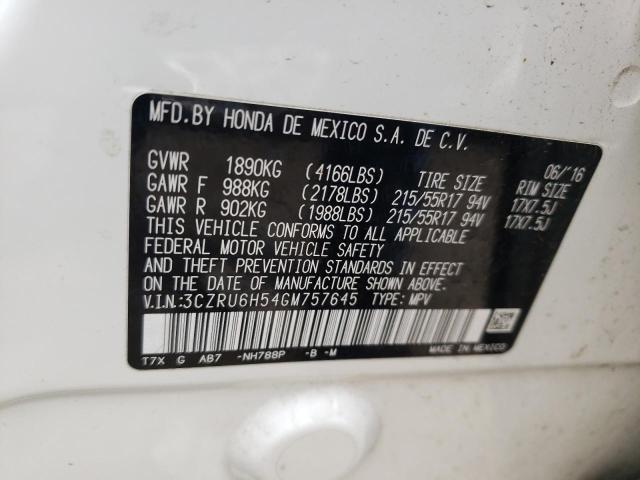 MFD.BY HONDA DE MEXICO S.A. DE C.V.
06/'16
GVWR 1890KG (4166LBS) TIRE SIZE RIM SIZE
GAWR F 988KG (2178LBS) 215/55R17 94V 17X7.5J
GAWR R 902KG (1988LBS) 215/55R17 94V 17X7.5J
THIS VEHICLE CONFORMS TO ALL APPLICABLE
FEDERAL MOTOR VEHICLE SAFETY
AND THEFT PREVENTION STANDARDS IN EFFECT
ON THE DATE OF MANUFACTURE SHOWN ABOVE.
V.I.N.:3CZRU6H54GM757645 TYPE: MPV
T7X G AB7 -NH788P -B -M
MADE IN MEXICO